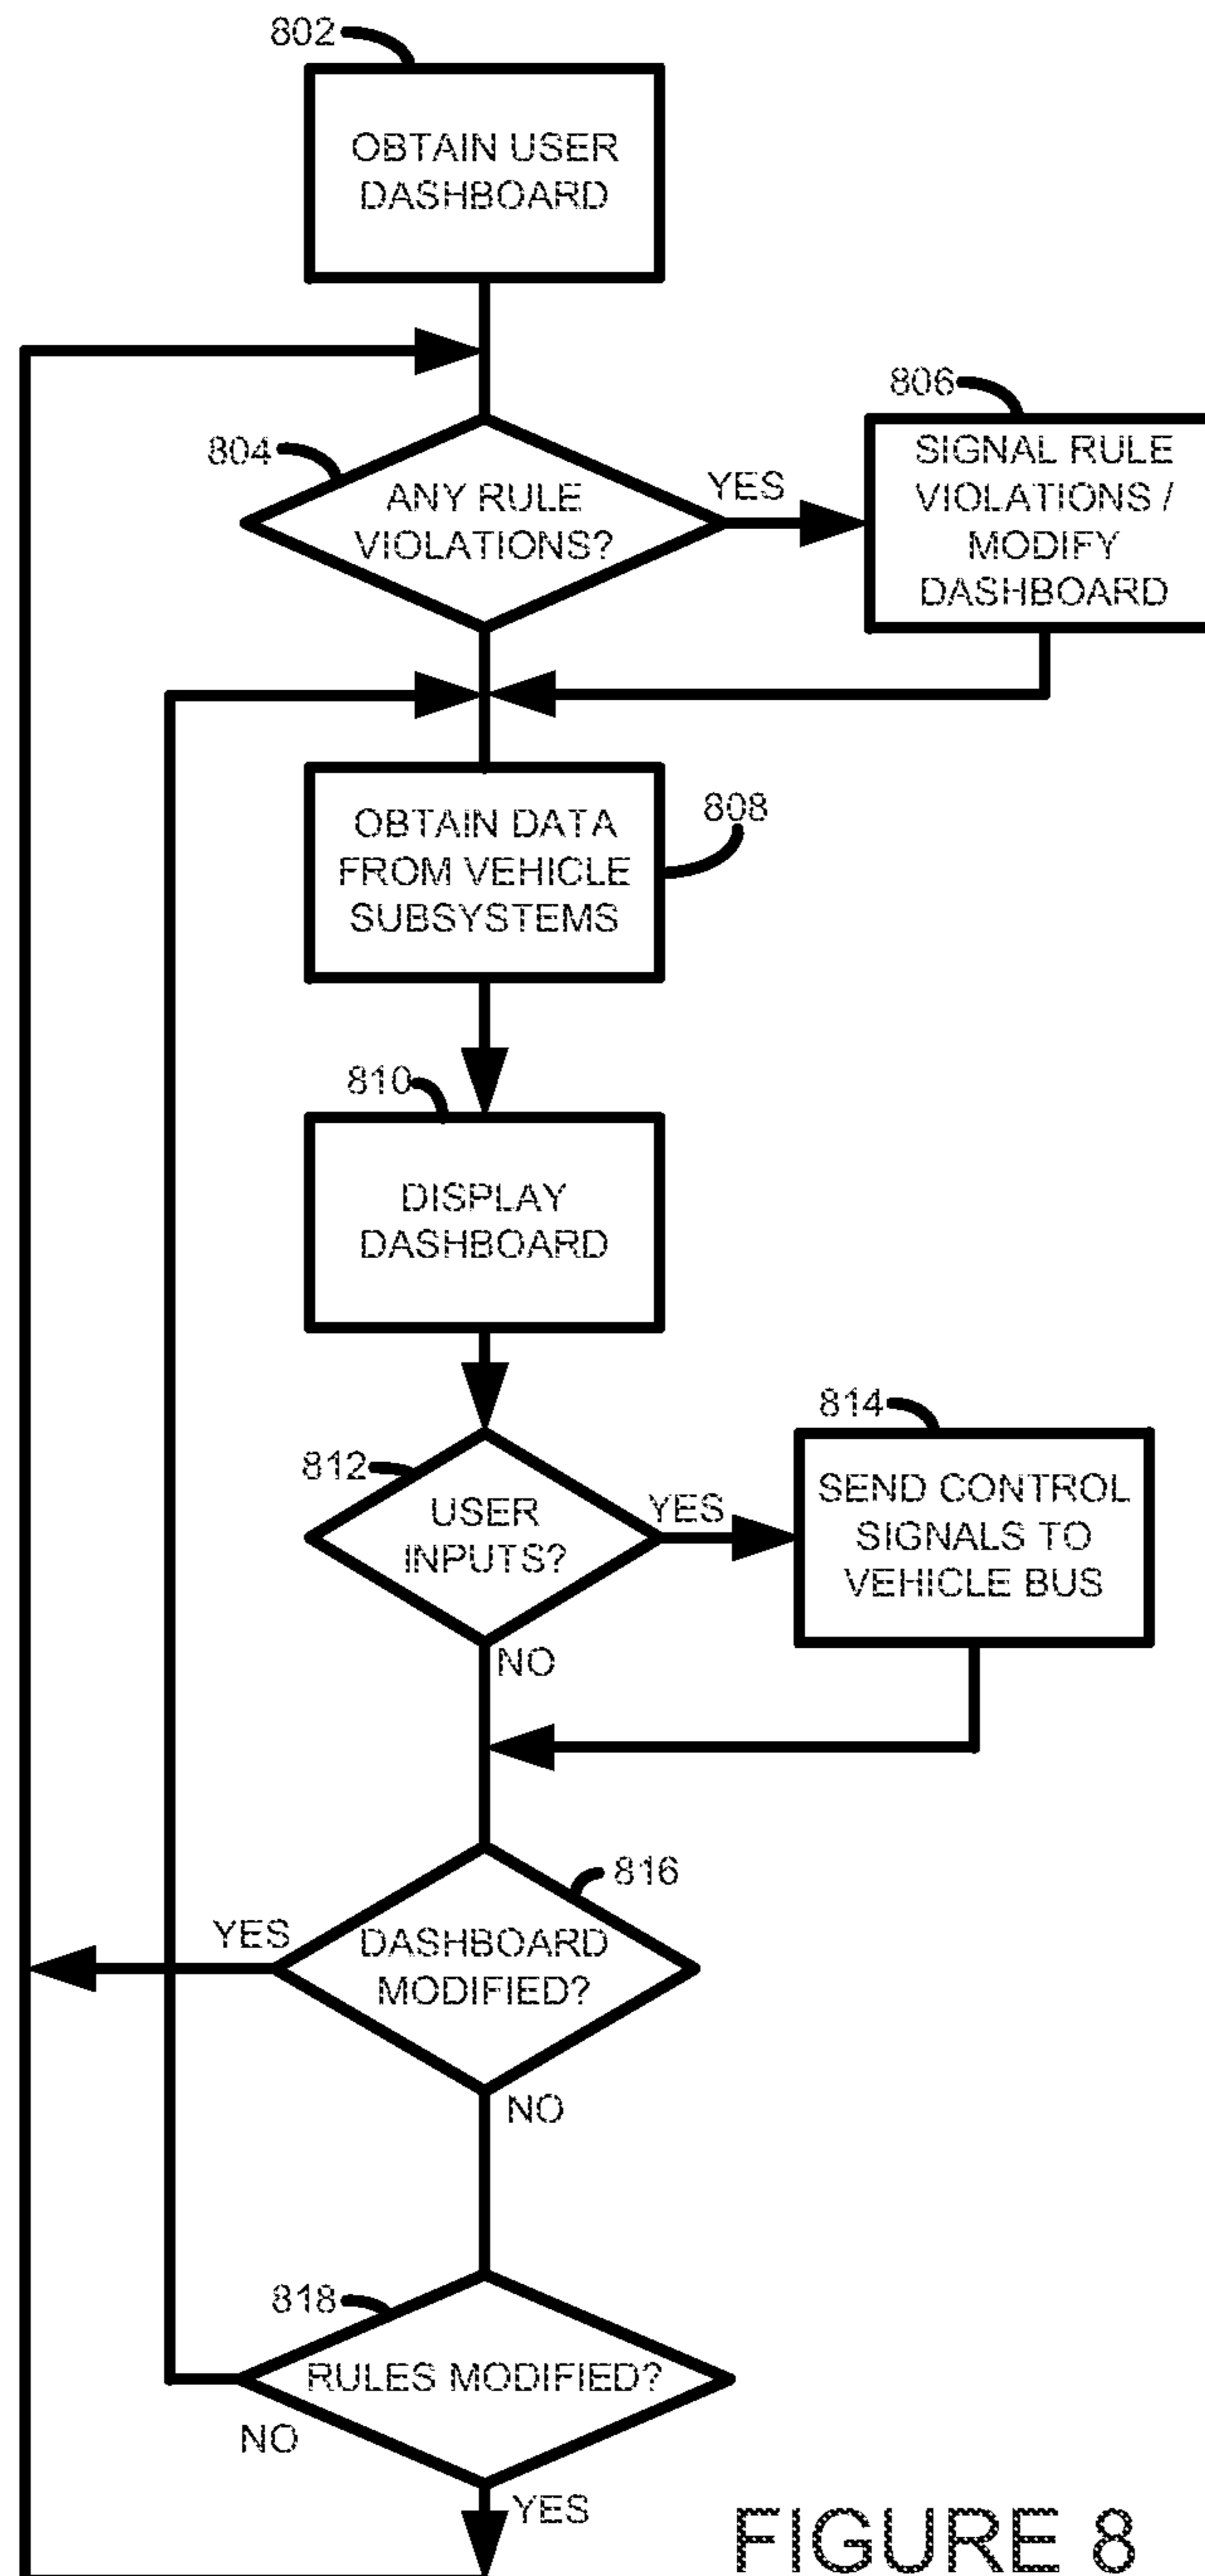 802
OBTAIN USER
DASHBOARD
806
804
ANY RULE
VIOLATIONS?
YES
SIGNAL RULE
VIOLATIONS /
MODIFY
DASHBOARD
OBTAIN DATA
FROM VEHICLE
SUBSYSTEMS
808
810
DISPLAY
DASHBOARD
812
USER
INPUTS?
YES
814
SEND CONTROL
SIGNALS TO
VEHICLE BUS
NO
816
YES
DASHBOARD
MODIFIED?
NO
818
RULES MODIFIED?
NO
YES
FIGURE 8